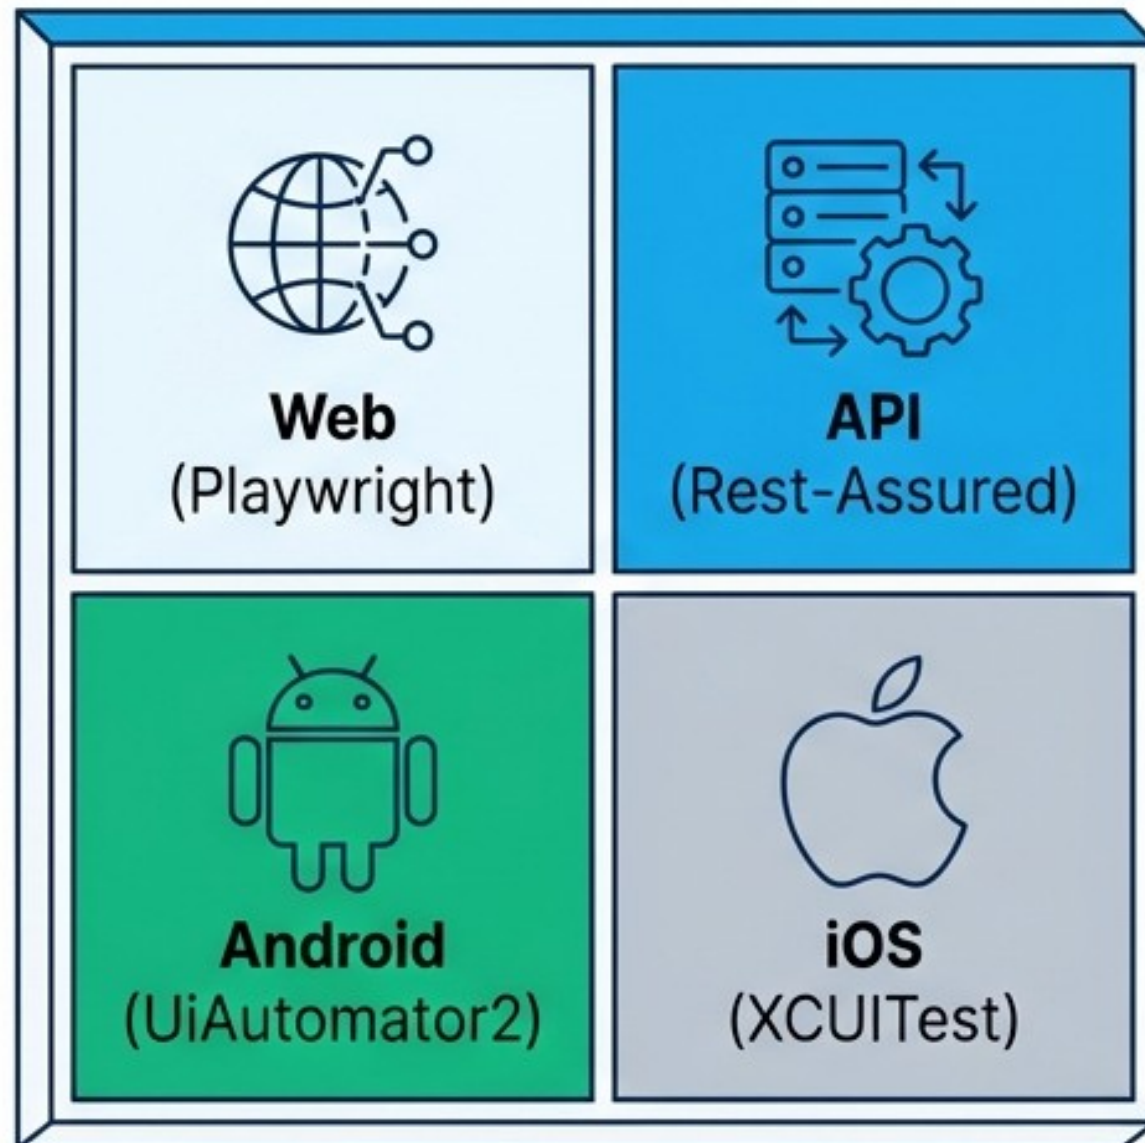 Web
(Playwright)
API
(Rest-Assured)
Android
(UiAutomator2)
iOS
(XCUITest)